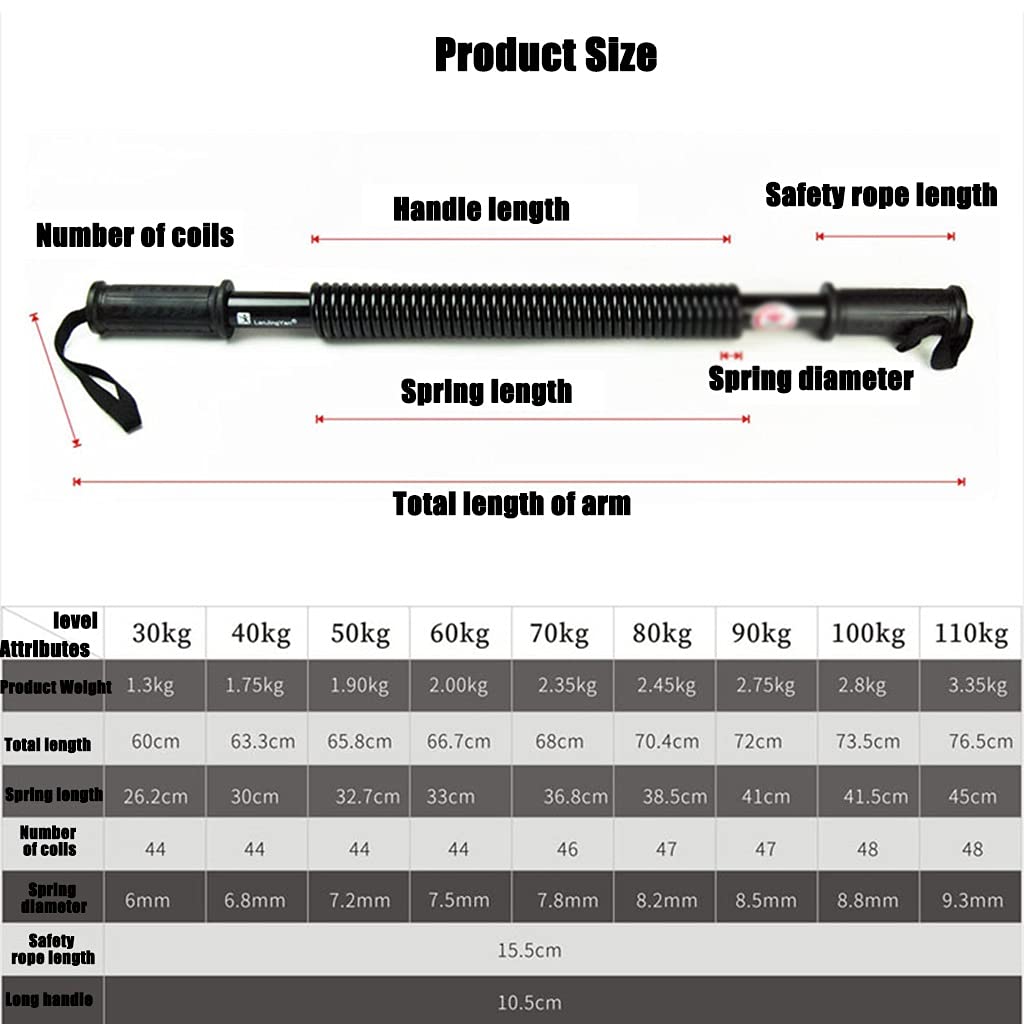 Product Size
Safety rope length
Handle length
Number of coils
LanJingYan®
Spring diameter
Spring length
Total length of arm
level
Attributes 30kg 40kg 50kg 60kg 70kg 80kg 90kg 100kg 110kg
Product Weight 1.3kg 1.75kg 1.90kg 2.00kg 2.35kg 2.45kg 2.75kg 2.8kg 3.35kg
Total length 60cm 63.3cm 65.8cm 66.7cm 68cm 70.4cm 72cm 73.5cm 76.5cm
Spring length 26.2cm 30cm 32.7cm 33cm 36.8cm 38.5cm 41cm 41.5cm 45cm
Number
of coils 44 44 44 44 46 47 47 48 48
Spring
diameter 6mm 6.8mm 7.2mm 7.5mm 7.8mm 8.2mm 8.5mm 8.8mm 9.3mm
Safety
rope length 15.5cm
Long handle 10.5cm